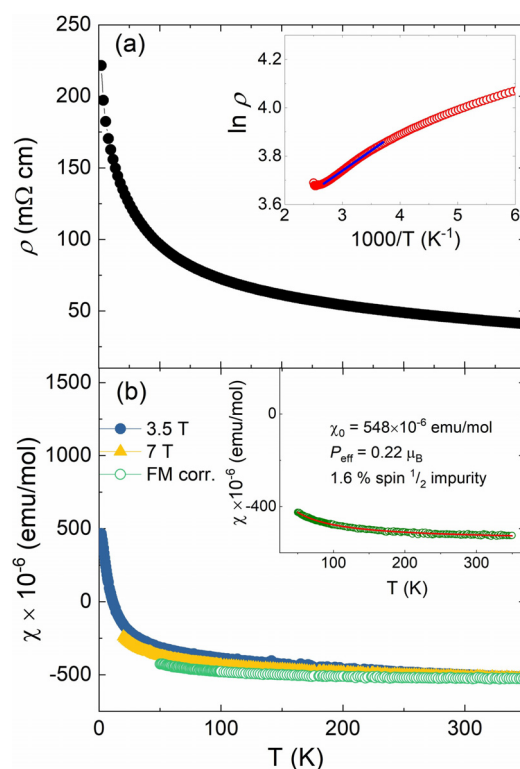 (a)
250
200
150
100
50
ρ (mΩ cm)
4.2
4.0
3.8
3.6
ln ρ
2 3 4 5 6
1000/T (K⁻¹)
(b)
1500
1000
500
0
-500
χ × 10⁻⁶ (emu/mol)
3.5 T
7 T
FM corr.
0
-400
χ ×10⁻⁶ (emu/mol)
χ₀ = 548×10⁻⁶ emu/mol
P_eff = 0.22 μ_B
1.6 % spin ¹/₂ impurity
100 200 300
T (K)
0 100 200 300
T (K)